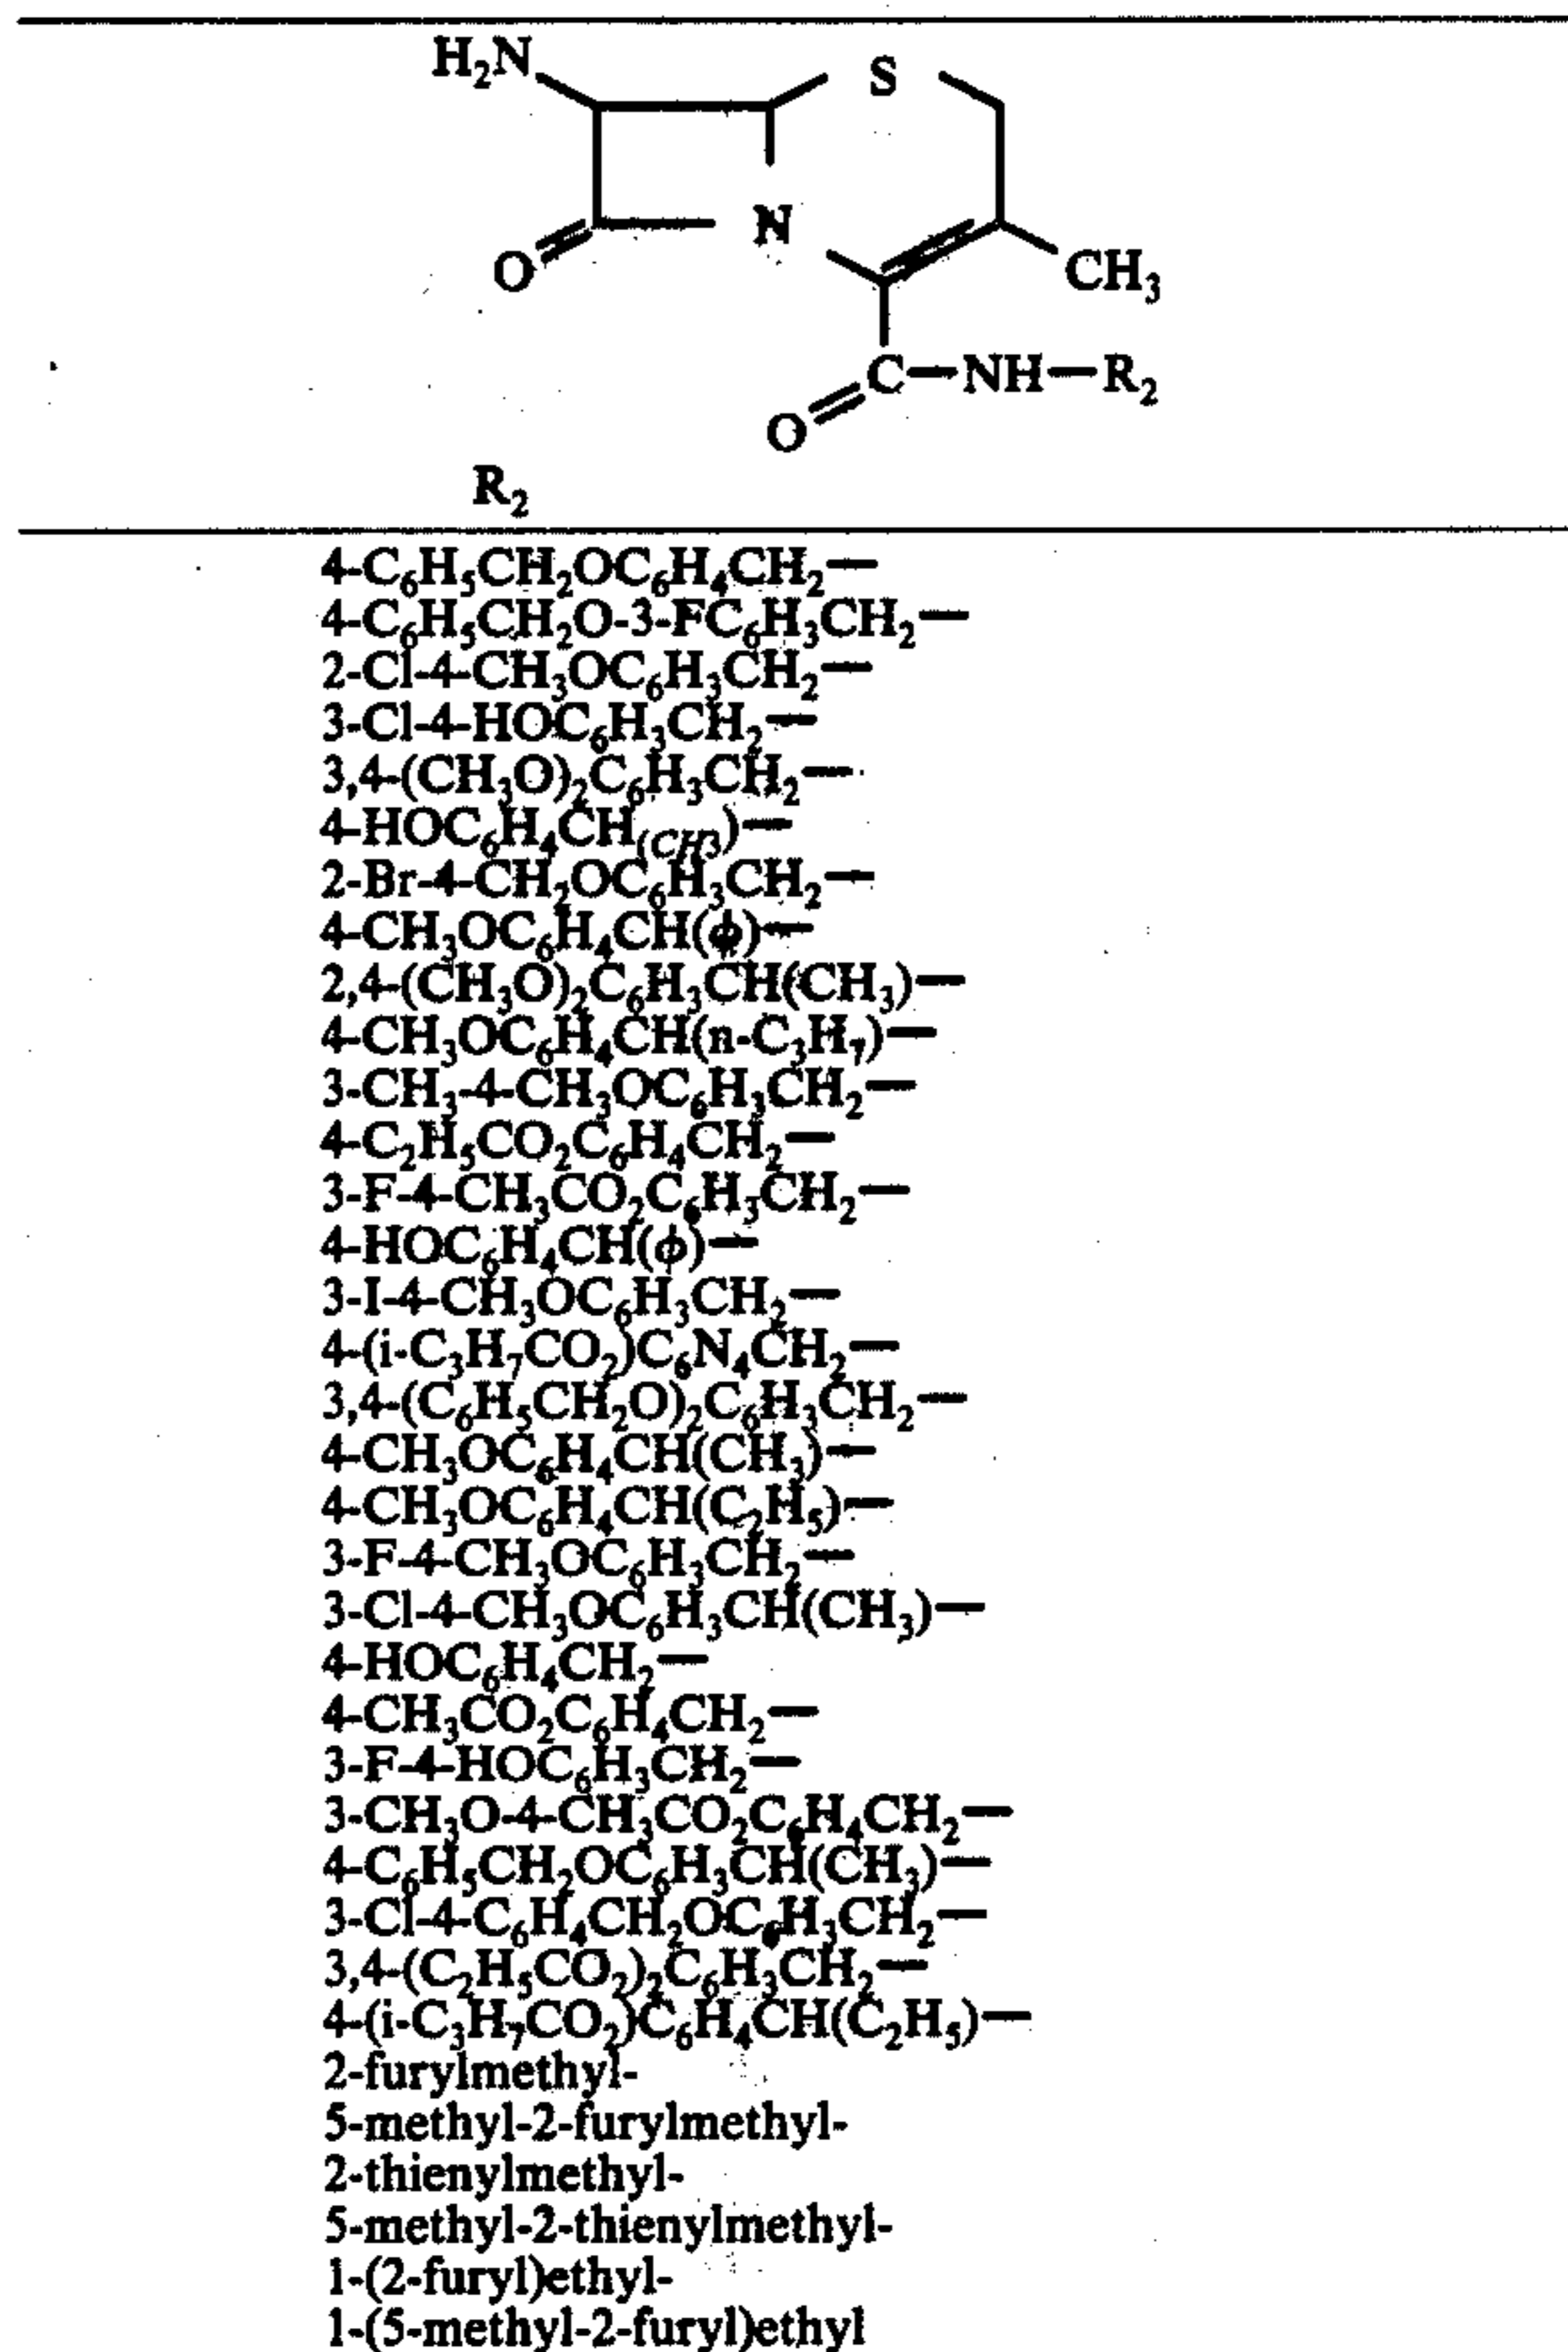 H₂N S
N
O CH₃
C—NH—R₂
O
R₂
4-C₆H₅CH₂OC₆H₄CH₂—
4-C₆H₅CH₂O-3-FC₆H₃CH₂—
2-Cl-4-CH₃OC₆H₃CH₂—
3-Cl-4-HOC₆H₃CH₂—
3,4-(CH₃O)₂C₆H₃CH₂—
4-HOC₆H₄CH(CH3)—
2-Br-4-CH₂OC₆H₃CH₂—
4-CH₃OC₆H₄CH(ϕ)—
2,4-(CH₃O)₂C₆H₃CH(CH₃)—
4-CH₃OC₆H₄CH(n-C₃H₇)—
3-CH₃-4-CH₃OC₆H₃CH₂—
4-C₂H₅CO₂C₆H₄CH₂—
3-F-4-CH₃CO₂C₆H₃CH₂—
4-HOC₆H₄CH(ϕ)—
3-I-4-CH₃OC₆H₃CH₂—
4-(i-C₃H₇CO₂)C₆N₄CH₂—
3,4-(C₆H₅CH₂O)₂C₆H₃CH₂—
4-CH₃OC₆H₄CH(CH₃)—
4-CH₃OC₆H₄CH(C₂H₅)—
3-F-4-CH₃OC₆H₃CH₂—
3-Cl-4-CH₃OC₆H₃CH(CH₃)—
4-HOC₆H₄CH₂—
4-CH₃CO₂C₆H₄CH₂—
3-F-4-HOC₆H₃CH₂—
3-CH₃O-4-CH₃CO₂C₆H₄CH₂—
4-C₆H₅CH₂OC₆H₃CH(CH₃)—
3-Cl-4-C₆H₄CH₂OC₆H₃CH₂—
3,4-(C₂H₅CO₂)₂C₆H₃CH₂—
4-(i-C₃H₇CO₂)C₆H₄CH(C₂H₅)—
2-furylmethyl-
5-methyl-2-furylmethyl-
2-thienylmethyl-
5-methyl-2-thienylmethyl-
1-(2-furyl)ethyl-
1-(5-methyl-2-furyl)ethyl